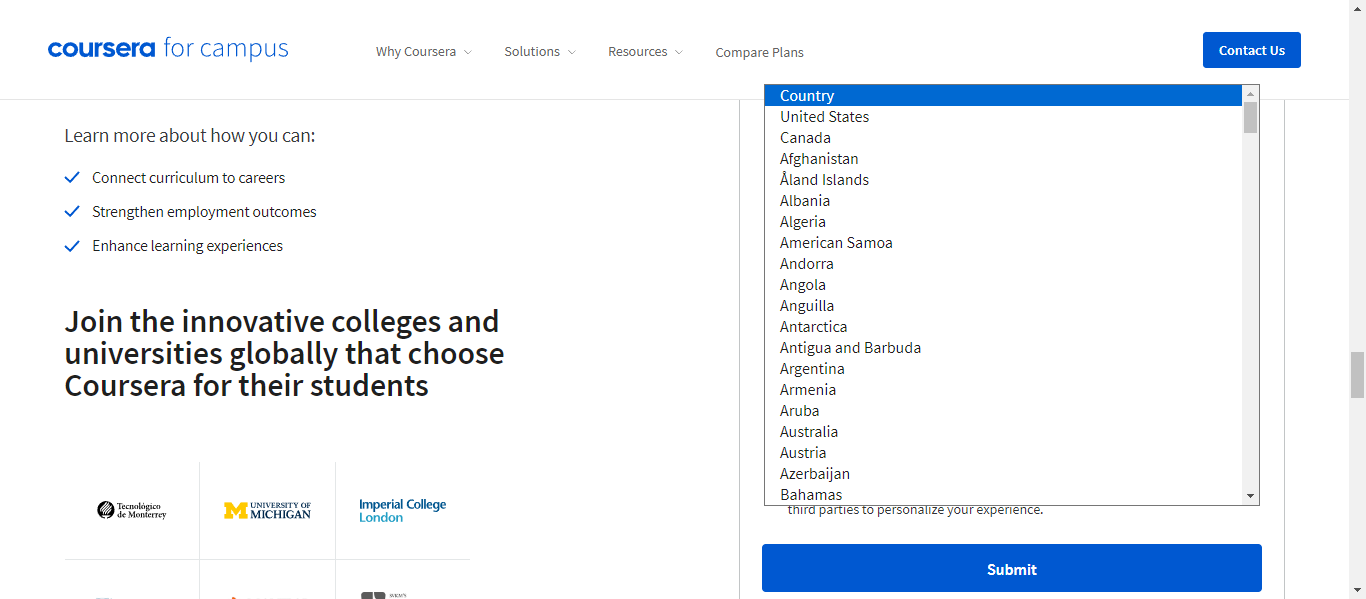 coursera for campus
Why Coursera
Solutions
Resources
Compare Plans
Contact Us
Learn more about how you can:
Connect curriculum to careers
Strengthen employment outcomes
Enhance learning experiences
Join the innovative colleges and
universities globally that choose
Coursera for their students
Tecnológico
de Monterrey
UNIVERSITY OF
MICHIGAN
Imperial College
London
Country
United States
Canada
Afghanistan
Åland Islands
Albania
Algeria
American Samoa
Andorra
Angola
Anguilla
Antarctica
Antigua and Barbuda
Argentina
Armenia
Aruba
Australia
Austria
Azerbaijan
Bahamas
third parties to personalize your experience.
Submit